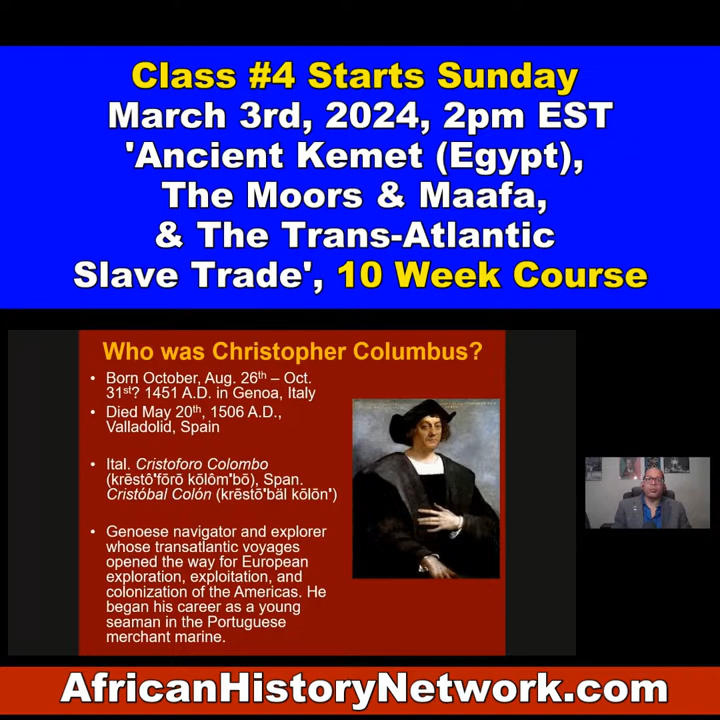 Class #4 Starts Sunday
March 3rd, 2024, 2pm EST
'Ancient Kemet (Egypt),
The Moors & Maafa,
& The Trans-Atlantic
Slave Trade', 10 Week Course
Who was Christopher Columbus?
• Born October, Aug. 26th – Oct.
31st? 1451 A.D. in Genoa, Italy
• Died May 20th, 1506 A.D.,
Valladolid, Spain
• Ital. Cristoforo Colombo
(krēstô'fōrō kōlôm'bō), Span.
Cristóbal Colón (krēstō'bäl kōlōn')
• Genoese navigator and explorer
whose transatlantic voyages
opened the way for European
exploration, exploitation, and
colonization of the Americas. He
began his career as a young
seaman in the Portuguese
merchant marine.
AfricanHistoryNetwork.com